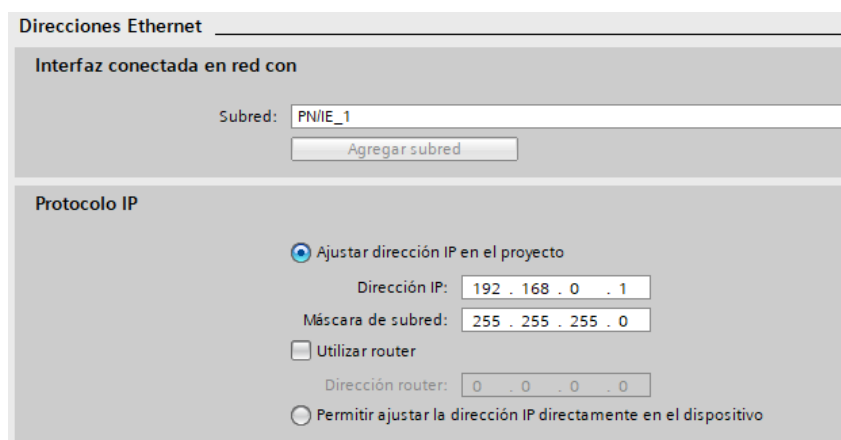 Direcciones Ethernet
Interfaz conectada en red con
Subred: PN/IE_1
Agregar subred
Protocolo IP
Ajustar dirección IP en el proyecto
Dirección IP: 192 . 168 . 0 . 1
Máscara de subred: 255 . 255 . 255 . 0
Utilizar router
Dirección router: 0 . 0 . 0 . 0
Permitir ajustar la dirección IP directamente en el dispositivo